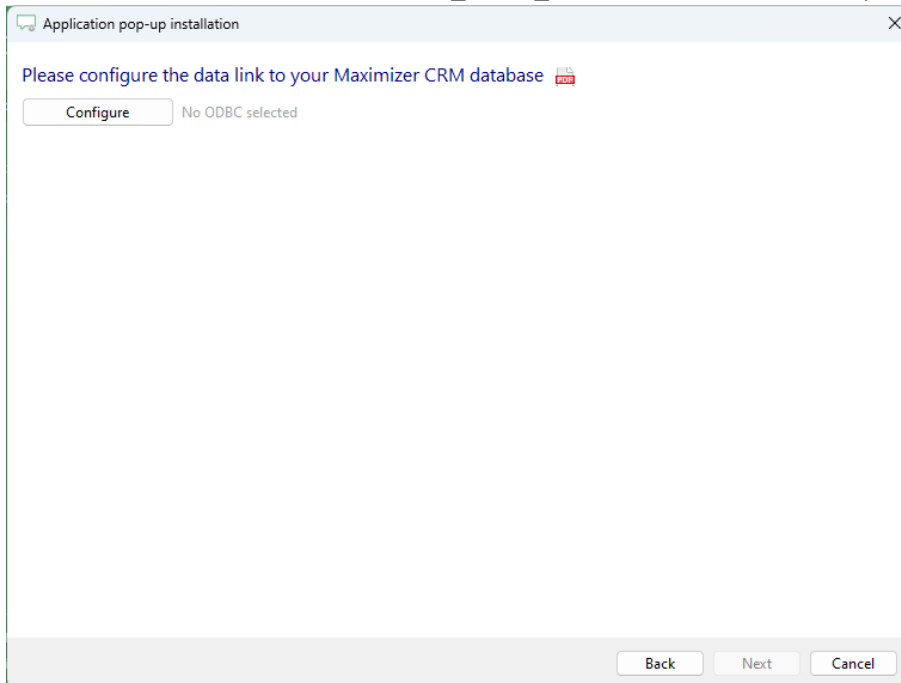 Application pop-up installation
Please configure the data link to your Maximizer CRM database PDF
Configure No ODBC selected
Back Next Cancel